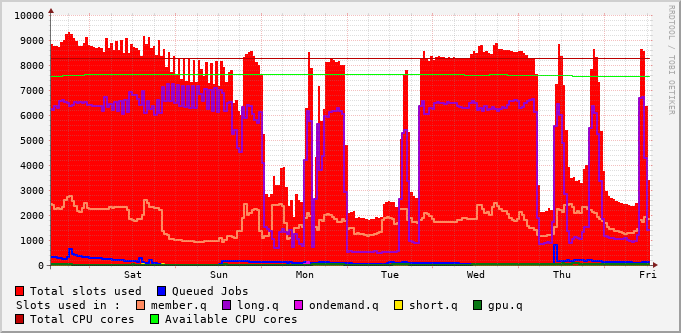 RRDTOOL / TOBI OETIKER
10000
9000
8000
7000
6000
5000
4000
3000
2000
1000
0
Sat Sun Mon Tue Wed Thu Fri
Total slots used Queued Jobs
Slots used in : member.q long.q ondemand.q short.q gpu.q
Total CPU cores Available CPU cores